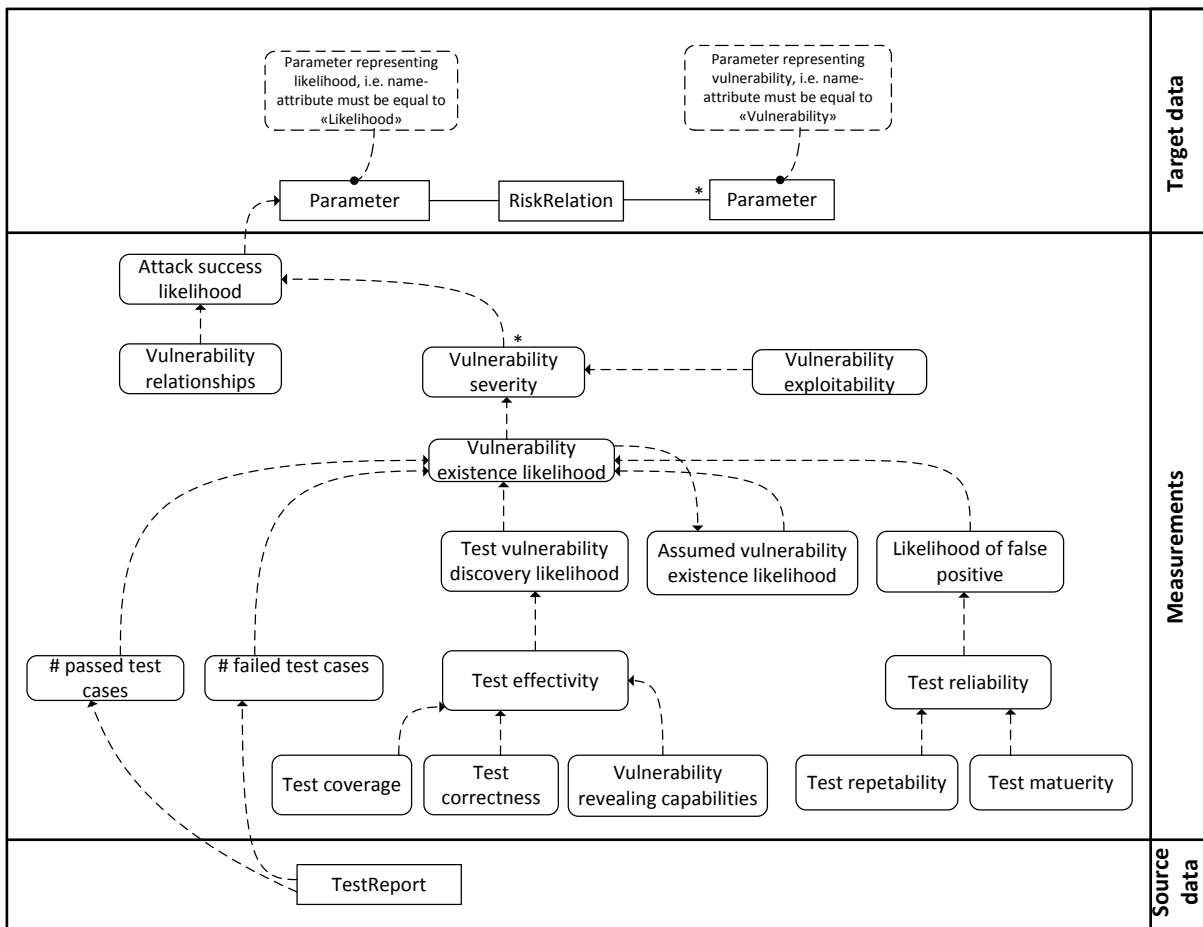 Parameter representing
likelihood, i.e. name-
attribute must be equal to
«Likelihood»
Parameter representing
vulnerability, i.e. name-
attribute must be equal to
«Vulnerability»
Parameter
RiskRelation
*
Parameter
Target data
Attack success
likelihood
Vulnerability
relationships
*
Vulnerability
severity
Vulnerability
exploitability
Vulnerability
existence likelihood
Test vulnerability
discovery likelihood
Assumed vulnerability
existence likelihood
Likelihood of false
positive
# passed test
cases
# failed test cases
Test effectivity
Test reliability
Test coverage
Test
correctness
Vulnerability
revealing capabilities
Test repetability
Test matuerity
Measurements
TestReport
Source
data